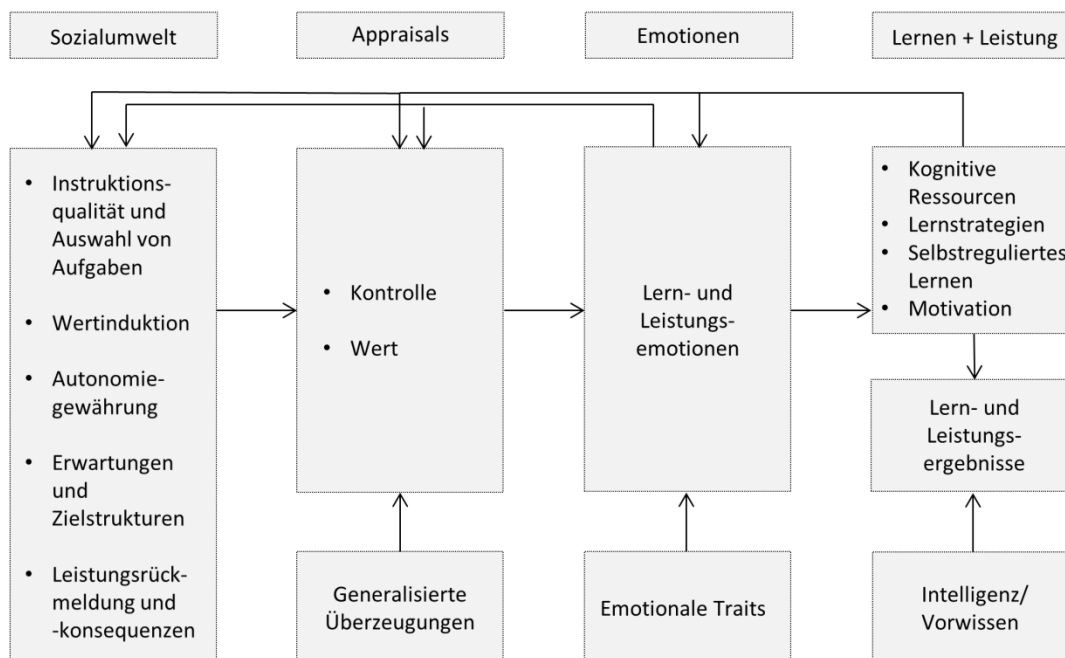 Sozialumwelt
Appraisals
Emotionen
Lernen + Leistung
• Instruktions-
qualität und
Auswahl von
Aufgaben
• Wertinduktion
• Autonomie-
gewährung
• Erwartungen
und
Zielstrukturen
• Leistungsrück-
meldung und
-konsequenzen
• Kontrolle
• Wert
Generalisierte
Überzeugungen
Lern- und
Leistungs-
emotionen
Emotionale Traits
• Kognitive
Ressourcen
• Lernstrategien
• Selbstreguliertes
Lernen
• Motivation
Lern- und
Leistungs-
ergebnisse
Intelligenz/
Vorwissen